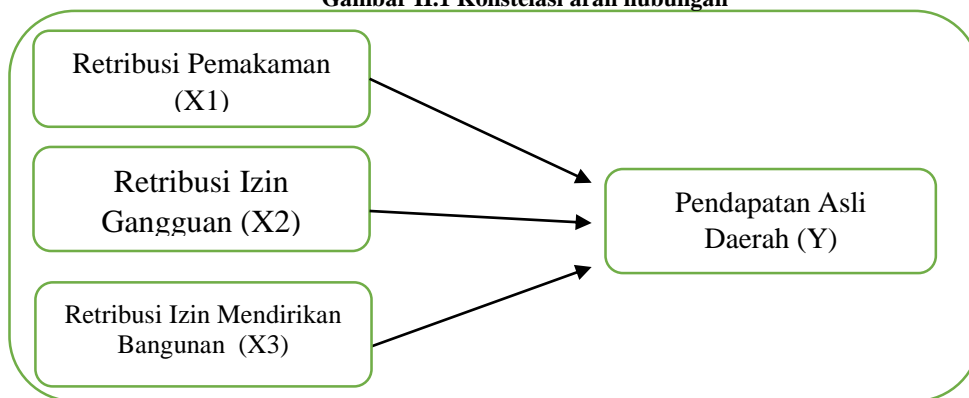 Gambar II.1 Konstelasi arah hubungan
Retribusi Pemakaman
(X1)
Retribusi Izin
Gangguan (X2)
Retribusi Izin Mendirikan
Bangunan (X3)
Pendapatan Asli
Daerah (Y)